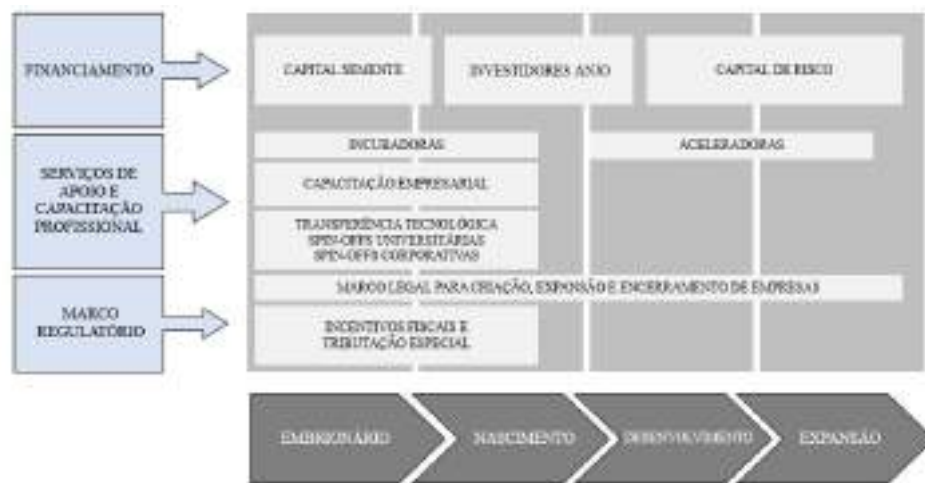 FINANCIAMENTO
CAPITAL SEMENTE
INVESTIDORES ANJO
CAPITAL DE RISCO
SERVIÇOS DE
APOIO E
CAPACITAÇÃO
PROFISSIONAL
INCUBADORAS
ACELERADORAS
CAPACITAÇÃO EMPRESARIAL
TRANSFERÊNCIA TECNOLÓGICA
SPIN-OFFS UNIVERSITÁRIAS
SPIN-OFFS CORPORATIVAS
MARCO
REGULATÓRIO
MARCO LEGAL PARA CRIAÇÃO, EXPANSÃO E ENCERRAMENTO DE EMPRESAS
INCENTIVOS FISCAIS E
TRIBUTAÇÃO ESPECIAL
EMBRIONÁRIO
NASCIMENTO
DESENVOLVIMENTO
EXPANSÃO